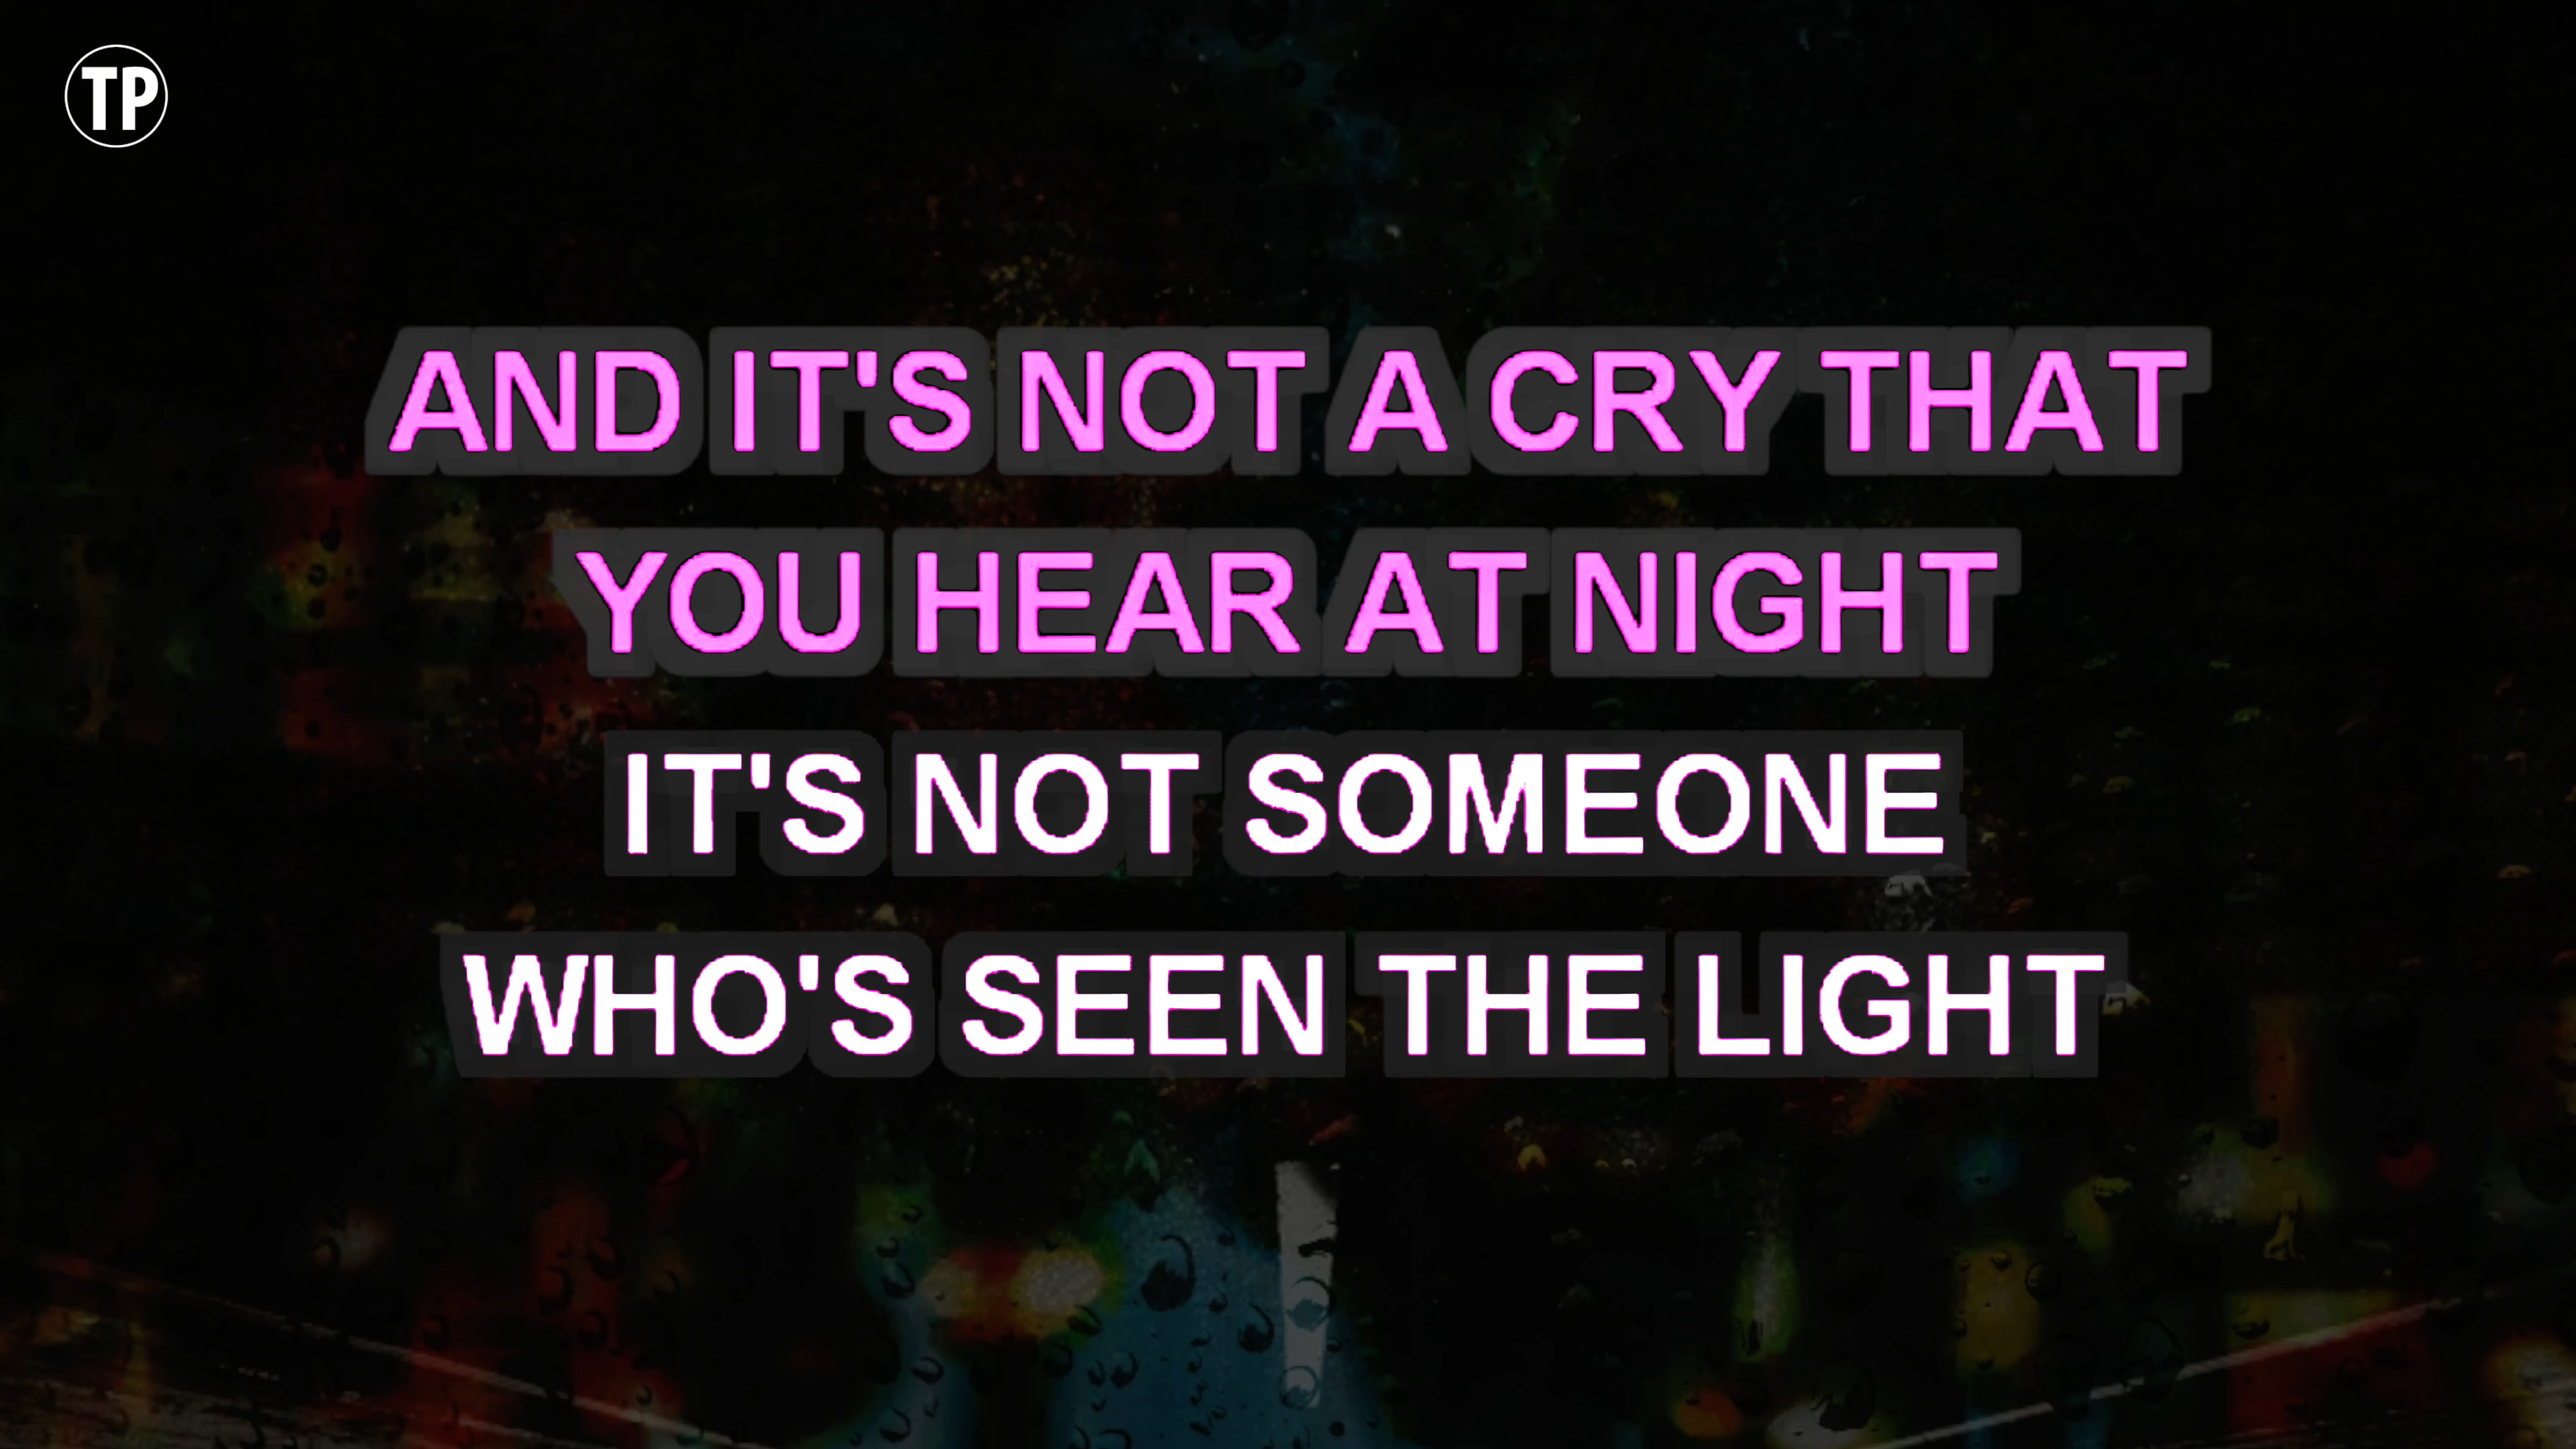 TP
AND IT'S NOT A CRY THAT
YOU HEAR AT NIGHT
IT'S NOT SOMEONE
WHO'S SEEN THE LIGHT